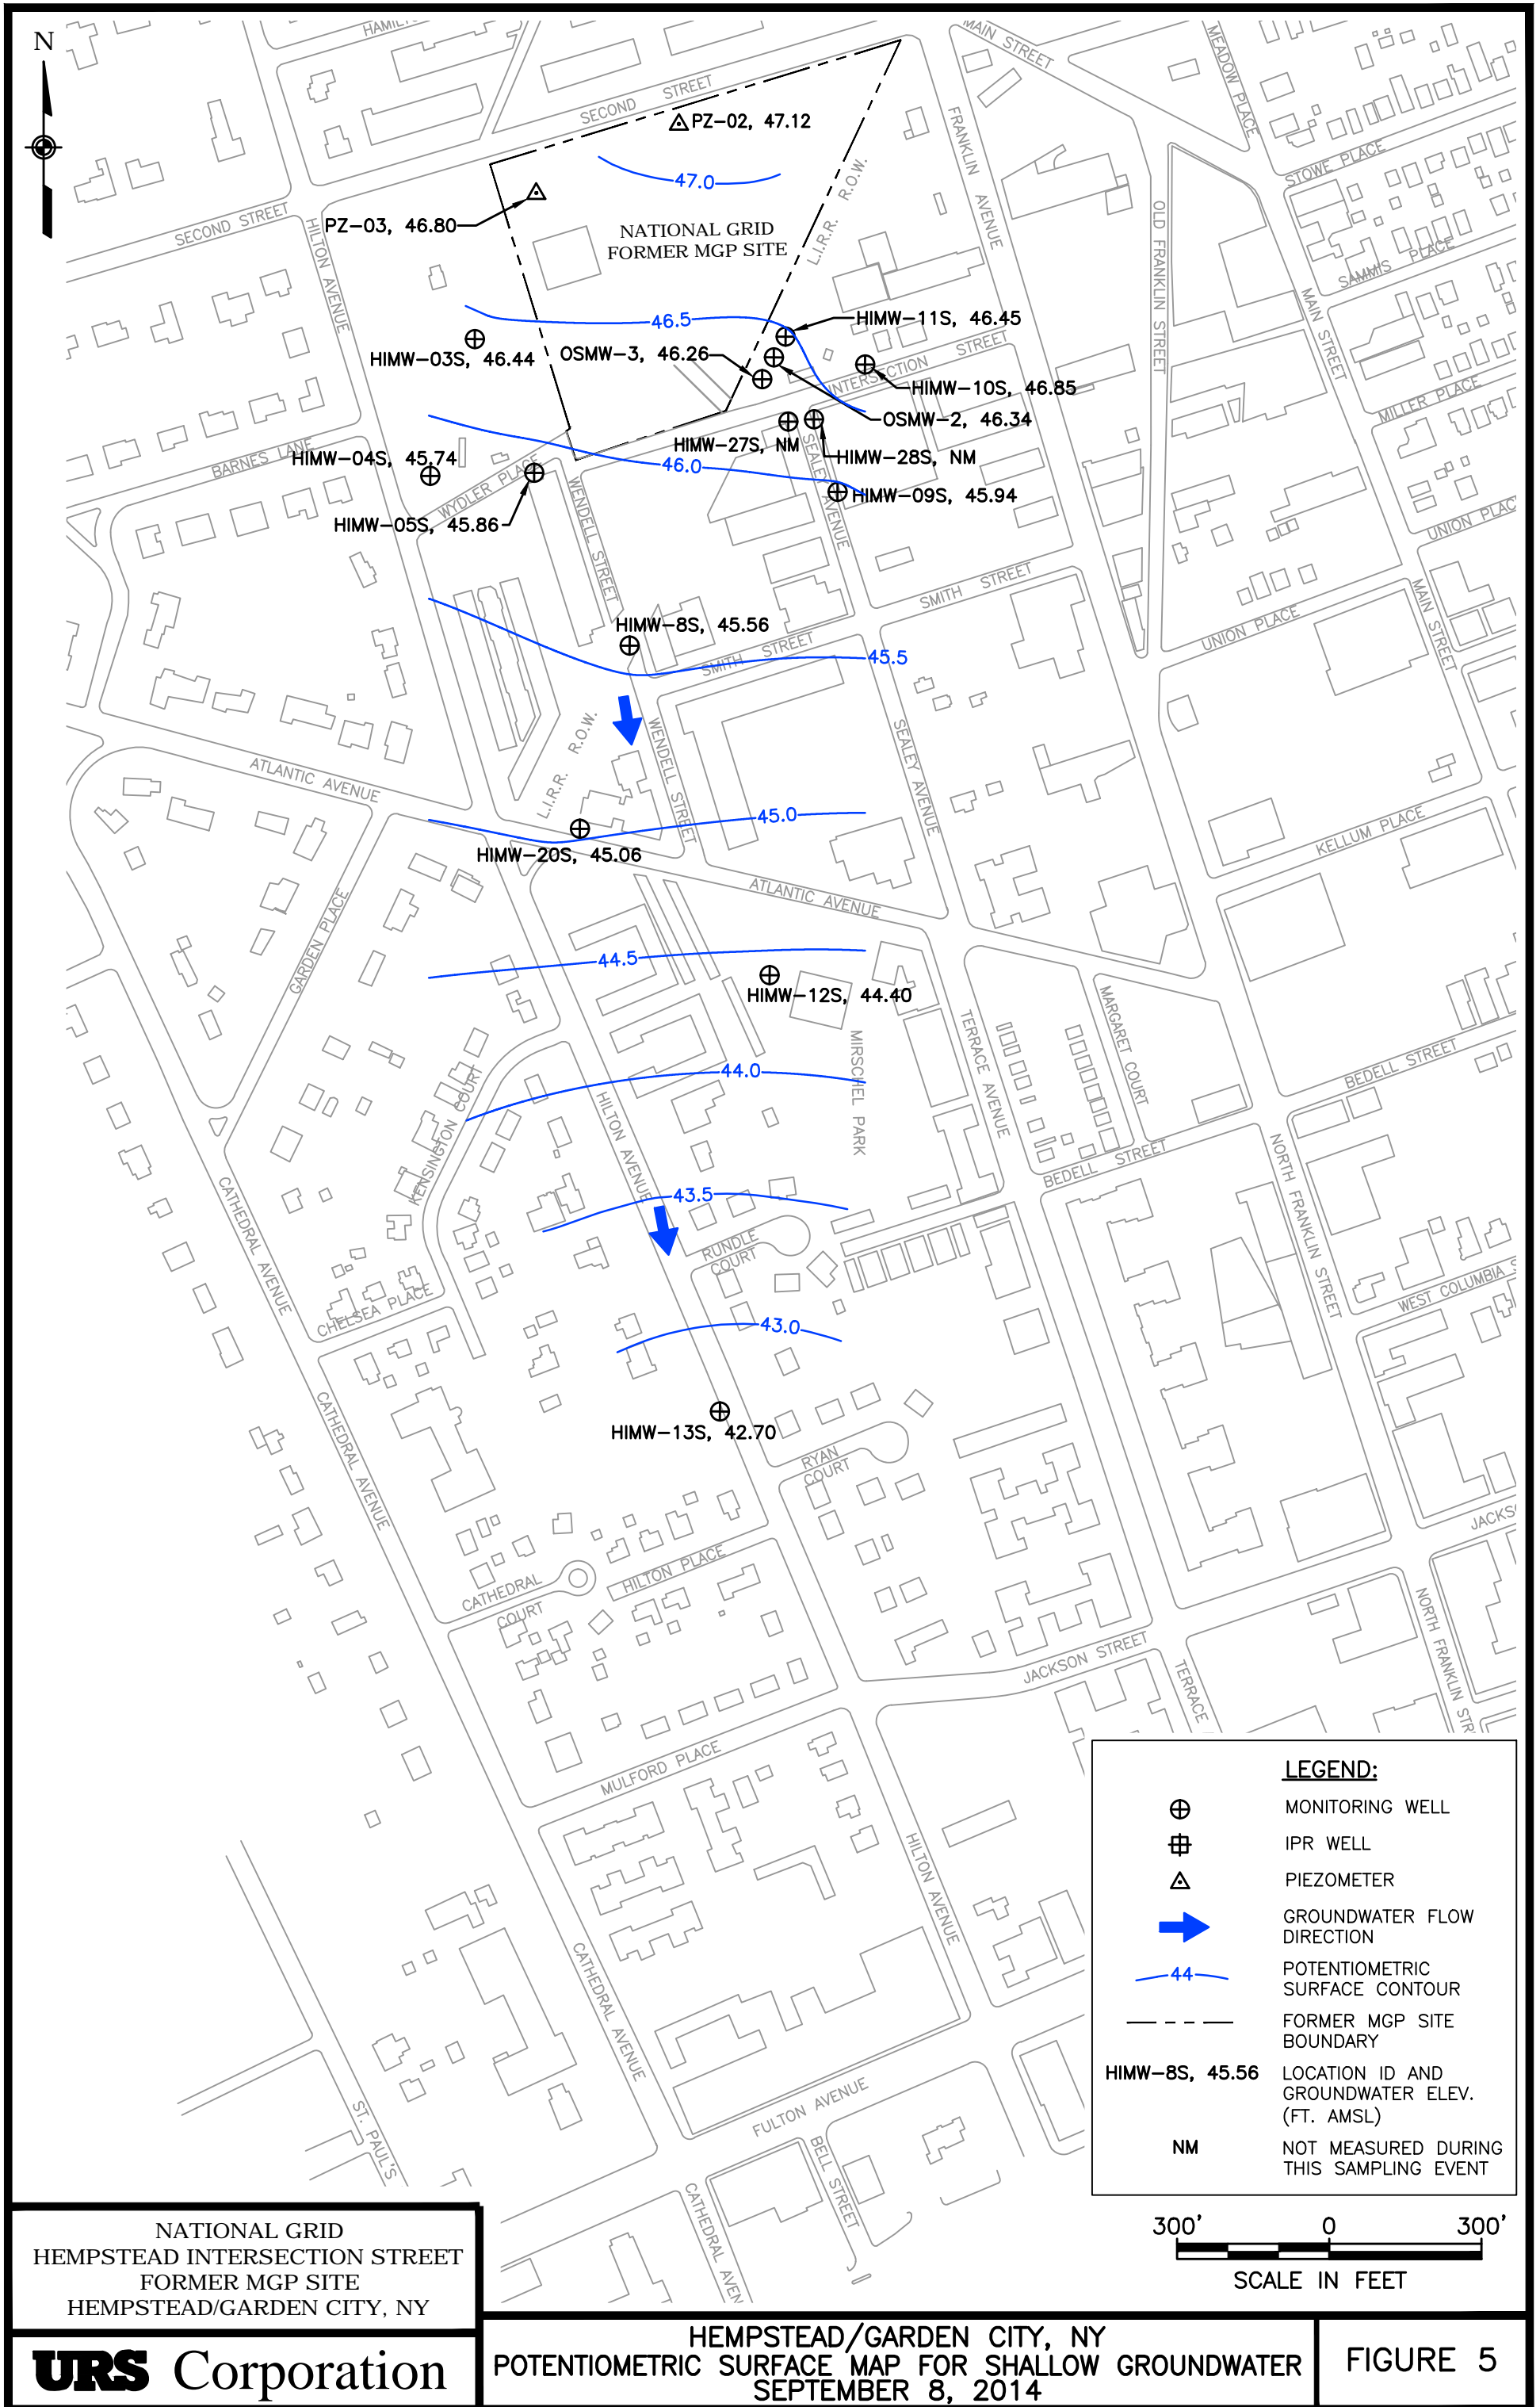 N
HAMIL
MAIN STREET
MEADOW PLACE
SECOND STREET
PZ-02, 47.12
FRANKLIN AVENUE
STOWE PLACE
47.0
L.I.R.R. R.O.W.
OLD FRANKLIN STREET
SECOND STREET
HILTON AVENUE
PZ-03, 46.80
NATIONAL GRID
FORMER MGP SITE
SAMMIS PLACE
MAIN STREET
46.5
HIMW-11S, 46.45
HIMW-03S, 46.44
OSMW-3, 46.26
INTERSECTION STREET
HIMW-10S, 46.85
MILLER PLACE
OSMW-2, 46.34
BARNES LANE
HIMW-04S, 45.74
HIMW-27S, NM
HIMW-28S, NM
46.0
WYDLER PLACE
WENDELL STREET
SEALEY AVENUE
HIMW-09S, 45.94
HIMW-05S, 45.86
UNION PLAC
SMITH STREET
MAIN STREET
HIMW-8S, 45.56
UNION PLACE
SMITH STREET
45.5
L.I.R.R. R.O.W.
WENDELL STREET
SEALEY AVENUE
ATLANTIC AVENUE
45.0
KELLUM PLACE
HIMW-20S, 45.06
ATLANTIC AVENUE
GARDEN PLACE
44.5
HIMW-12S, 44.40
MIRSCHEL PARK
TERRACE AVENUE
MARGARET COURT
BEDELL STREET
44.0
KENSINGTON COURT
HILTON AVENUE
BEDELL STREET
NORTH FRANKLIN STREET
CATHEDRAL AVENUE
43.5
RUNDLE
COURT
WEST COLUMBIA S
CHELSEA PLACE
43.0
CATHEDRAL AVENUE
HIMW-13S, 42.70
RYAN
COURT
JACKS
HILTON PLACE
CATHEDRAL
COURT
NORTH FRANKLIN STR
JACKSON STREET
TERRACE
MULFORD PLACE
HILTON AVENUE
CATHEDRAL AVENUE
FULTON AVENUE
ST. PAUL'S
BELL STREET
CATHEDRAL AVEN
LEGEND:
MONITORING WELL
IPR WELL
PIEZOMETER
GROUNDWATER FLOW
DIRECTION
44
POTENTIOMETRIC
SURFACE CONTOUR
FORMER MGP SITE
BOUNDARY
HIMW-8S, 45.56
LOCATION ID AND
GROUNDWATER ELEV.
(FT. AMSL)
NM
NOT MEASURED DURING
THIS SAMPLING EVENT
300' 0 300'
SCALE IN FEET
NATIONAL GRID
HEMPSTEAD INTERSECTION STREET
FORMER MGP SITE
HEMPSTEAD/GARDEN CITY, NY
URS Corporation
HEMPSTEAD/GARDEN CITY, NY
POTENTIOMETRIC SURFACE MAP FOR SHALLOW GROUNDWATER
SEPTEMBER 8, 2014
FIGURE 5